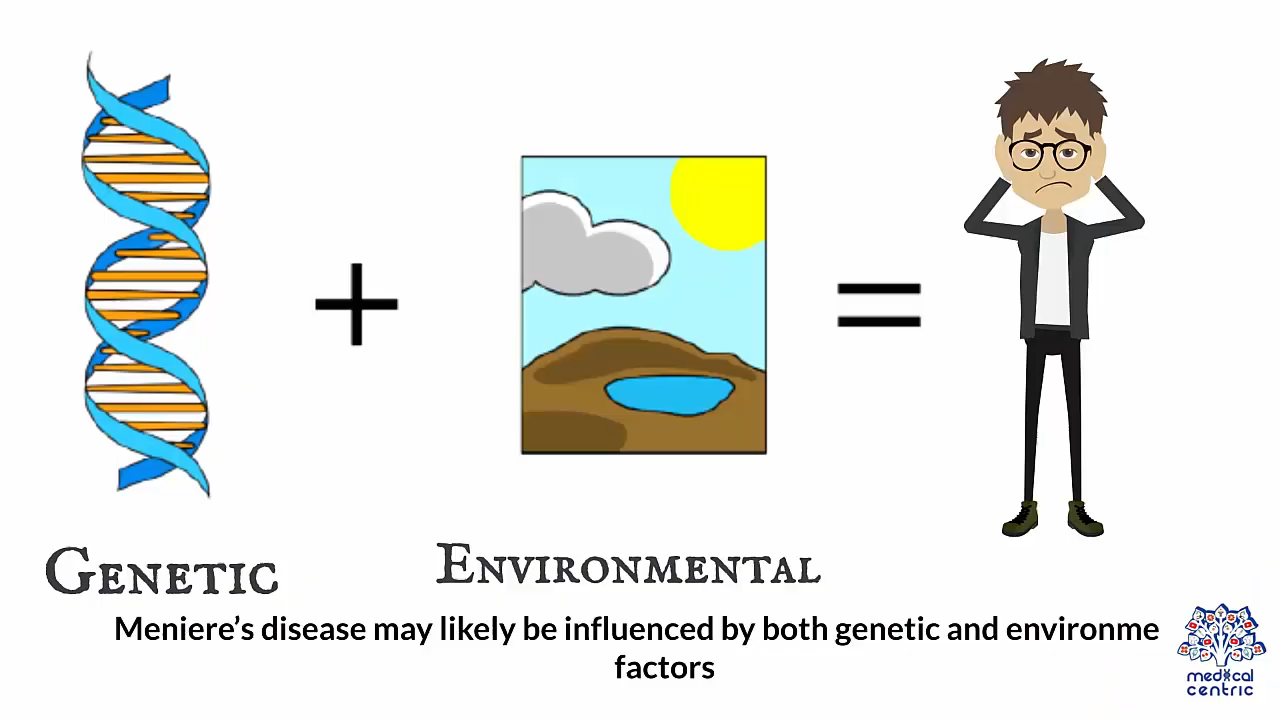 Genetic
Environmental
Meniere’s disease may likely be influenced by both genetic and environme
factors
medical
centric